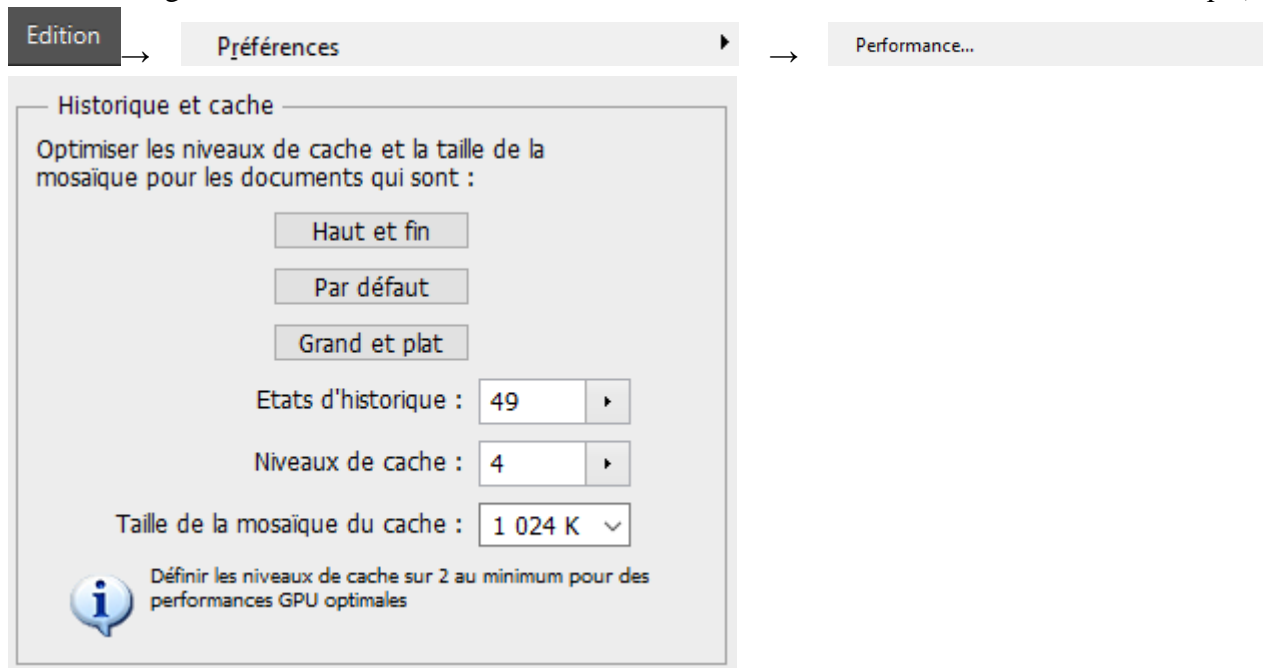 Edition → Préférences → Performance...
Historique et cache
Optimiser les niveaux de cache et la taille de la
mosaïque pour les documents qui sont :
Haut et fin
Par défaut
Grand et plat
Etats d'historique : 49
Niveaux de cache : 4
Taille de la mosaïque du cache : 1 024 K
Définir les niveaux de cache sur 2 au minimum pour des
performances GPU optimales